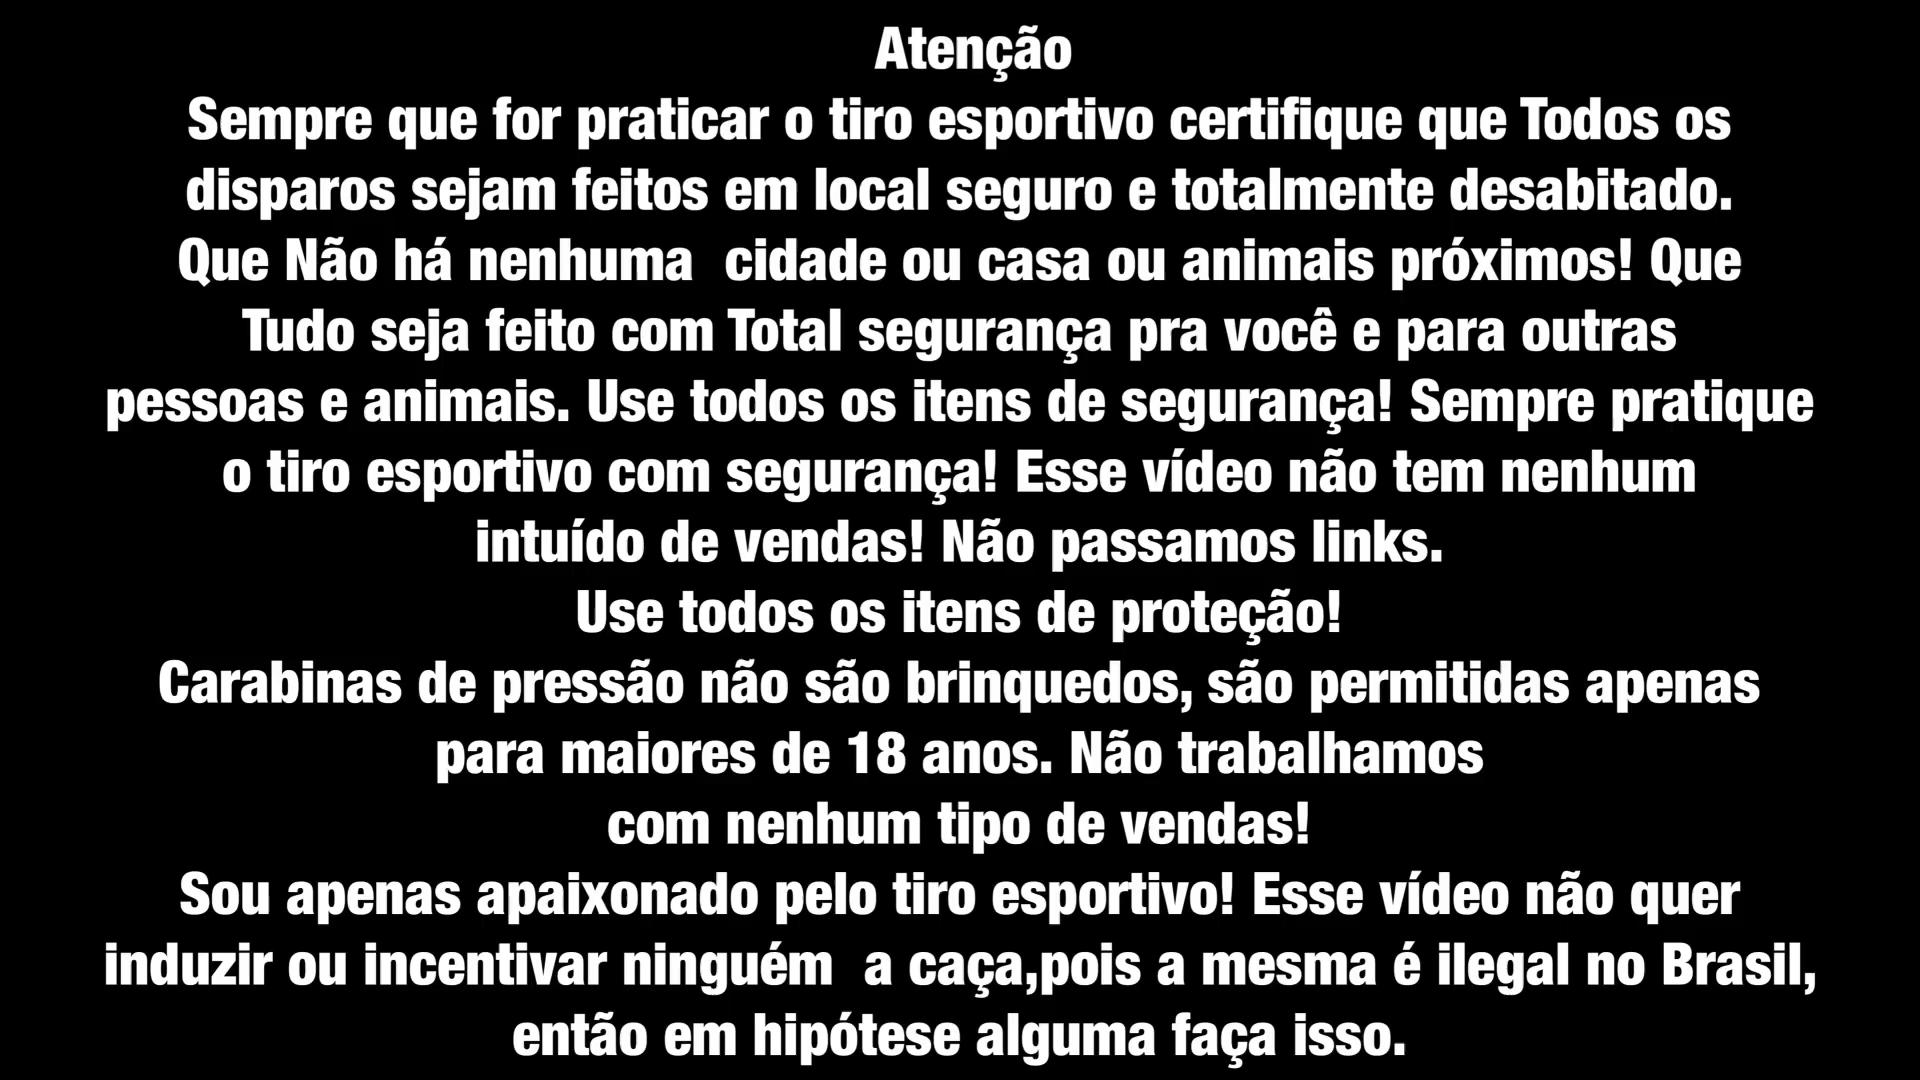 Atenção
Sempre que for praticar o tiro esportivo certifique que Todos os
disparos sejam feitos em local seguro e totalmente desabitado.
Que Não há nenhuma  cidade ou casa ou animais próximos! Que
Tudo seja feito com Total segurança pra você e para outras
pessoas e animais. Use todos os itens de segurança! Sempre pratique
o tiro esportivo com segurança! Esse vídeo não tem nenhum
intuído de vendas! Não passamos links.
Use todos os itens de proteção!
Carabinas de pressão não são brinquedos, são permitidas apenas
para maiores de 18 anos. Não trabalhamos
com nenhum tipo de vendas!
Sou apenas apaixonado pelo tiro esportivo! Esse vídeo não quer
induzir ou incentivar ninguém  a caça,pois a mesma é ilegal no Brasil,
então em hipótese alguma faça isso.